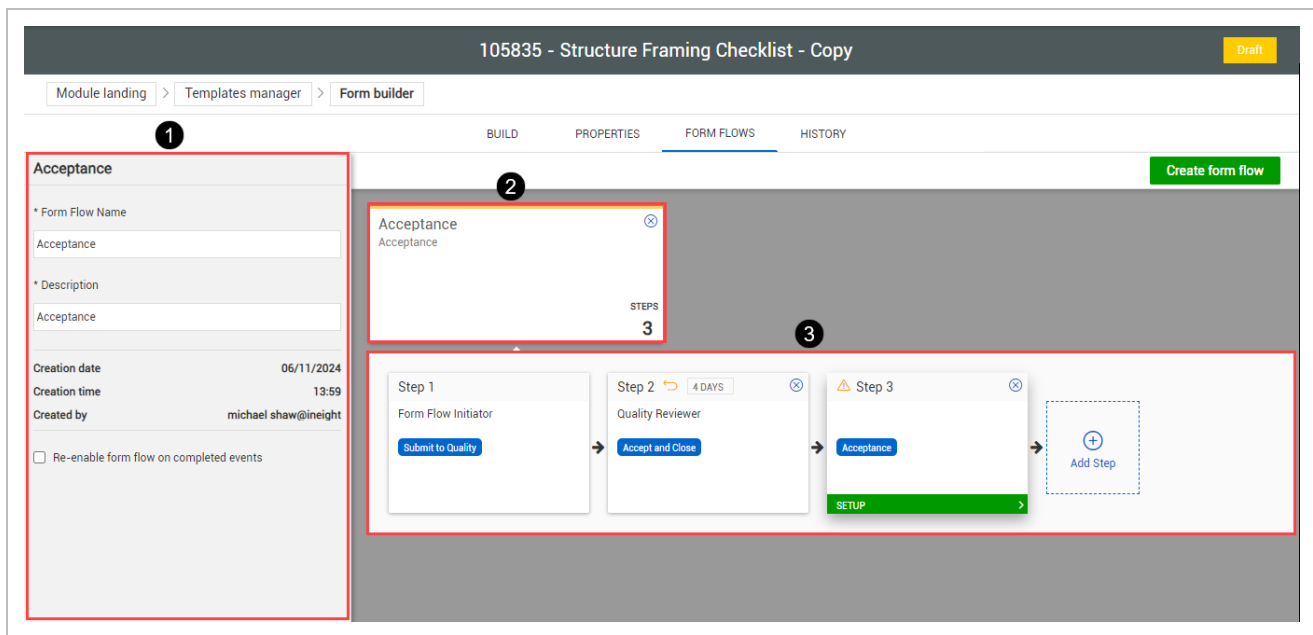 105835 - Structure Framing Checklist - Copy
Draft
Module landing > Templates manager > Form builder
1
BUILD PROPERTIES FORM FLOWS HISTORY
Acceptance
Create form flow
* Form Flow Name
Acceptance
* Description
Acceptance
Creation date 06/11/2024
Creation time 13:59
Created by michael shaw@ineight
Re-enable form flow on completed events
2
Acceptance
Acceptance
STEPS
3
3
Step 1
Form Flow Initiator
Submit to Quality
Step 2 4 DAYS
Quality Reviewer
Accept and Close
Step 3
Acceptance
SETUP >
Add Step